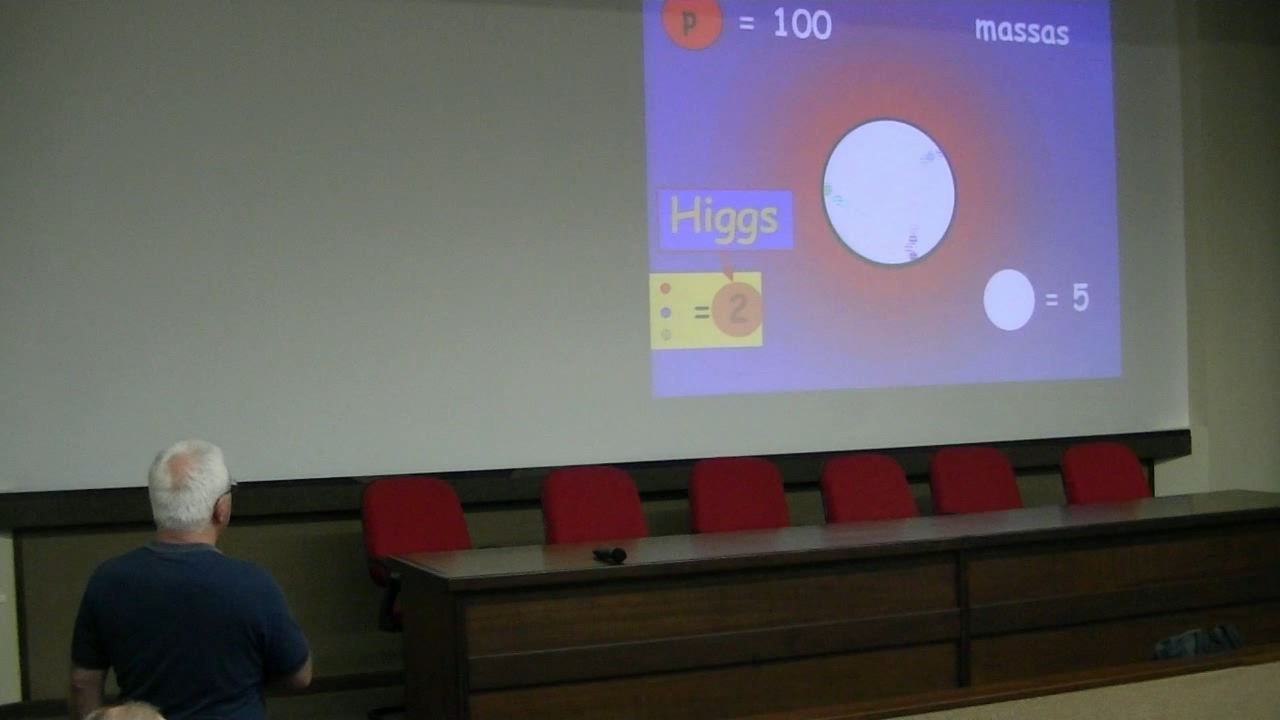 p = 100
massas
Higgs
= 2
= 5